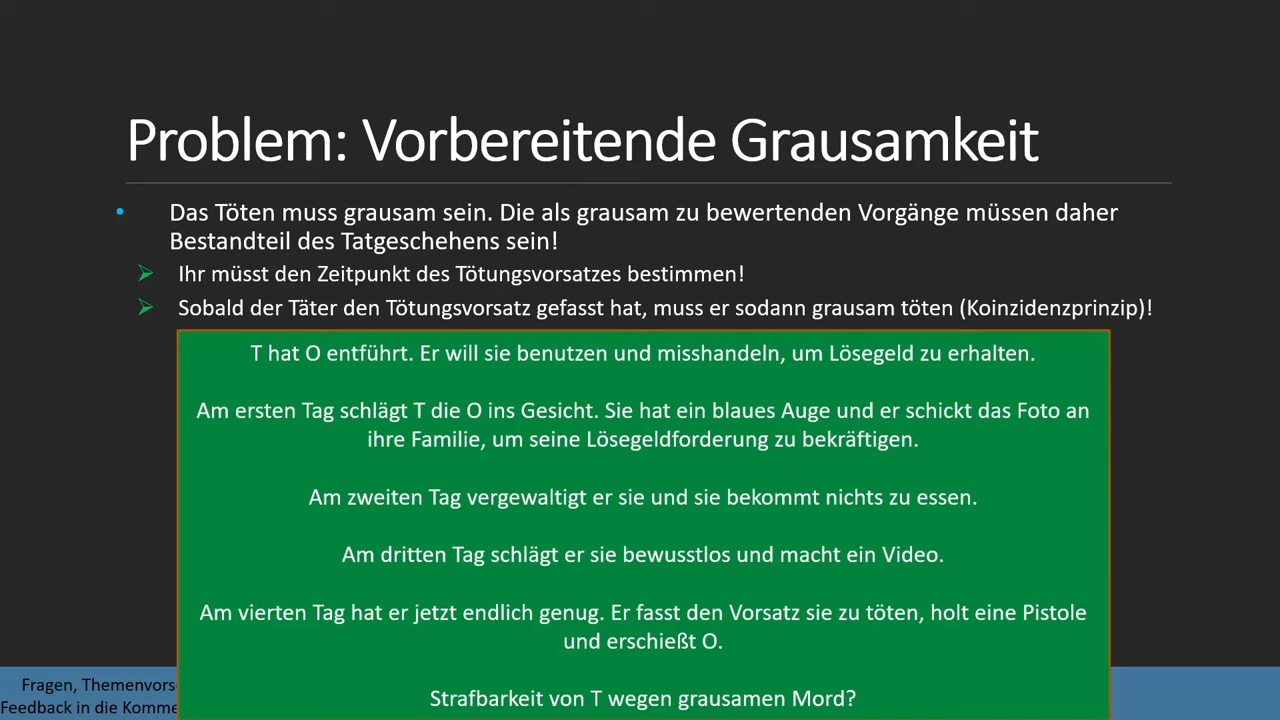 Problem: Vorbereitende Grausamkeit
Das Töten muss grausam sein. Die als grausam zu bewertenden Vorgänge müssen daher
Bestandteil des Tatgeschehens sein!
Ihr müsst den Zeitpunkt des Tötungsvorsatzes bestimmen!
Sobald der Täter den Tötungsvorsatz gefasst hat, muss er sodann grausam töten (Koinzidenzprinzip)!
T hat O entführt. Er will sie benutzen und misshandeln, um Lösegeld zu erhalten.
Am ersten Tag schlägt T die O ins Gesicht. Sie hat ein blaues Auge und er schickt das Foto an
ihre Familie, um seine Lösegeldforderung zu bekräftigen.
Am zweiten Tag vergewaltigt er sie und sie bekommt nichts zu essen.
Am dritten Tag schlägt er sie bewusstlos und macht ein Video.
Am vierten Tag hat er jetzt endlich genug. Er fasst den Vorsatz sie zu töten, holt eine Pistole
und erschießt O.
Strafbarkeit von T wegen grausamen Mord?
Fragen, Themenvors
Feedback in die Komme